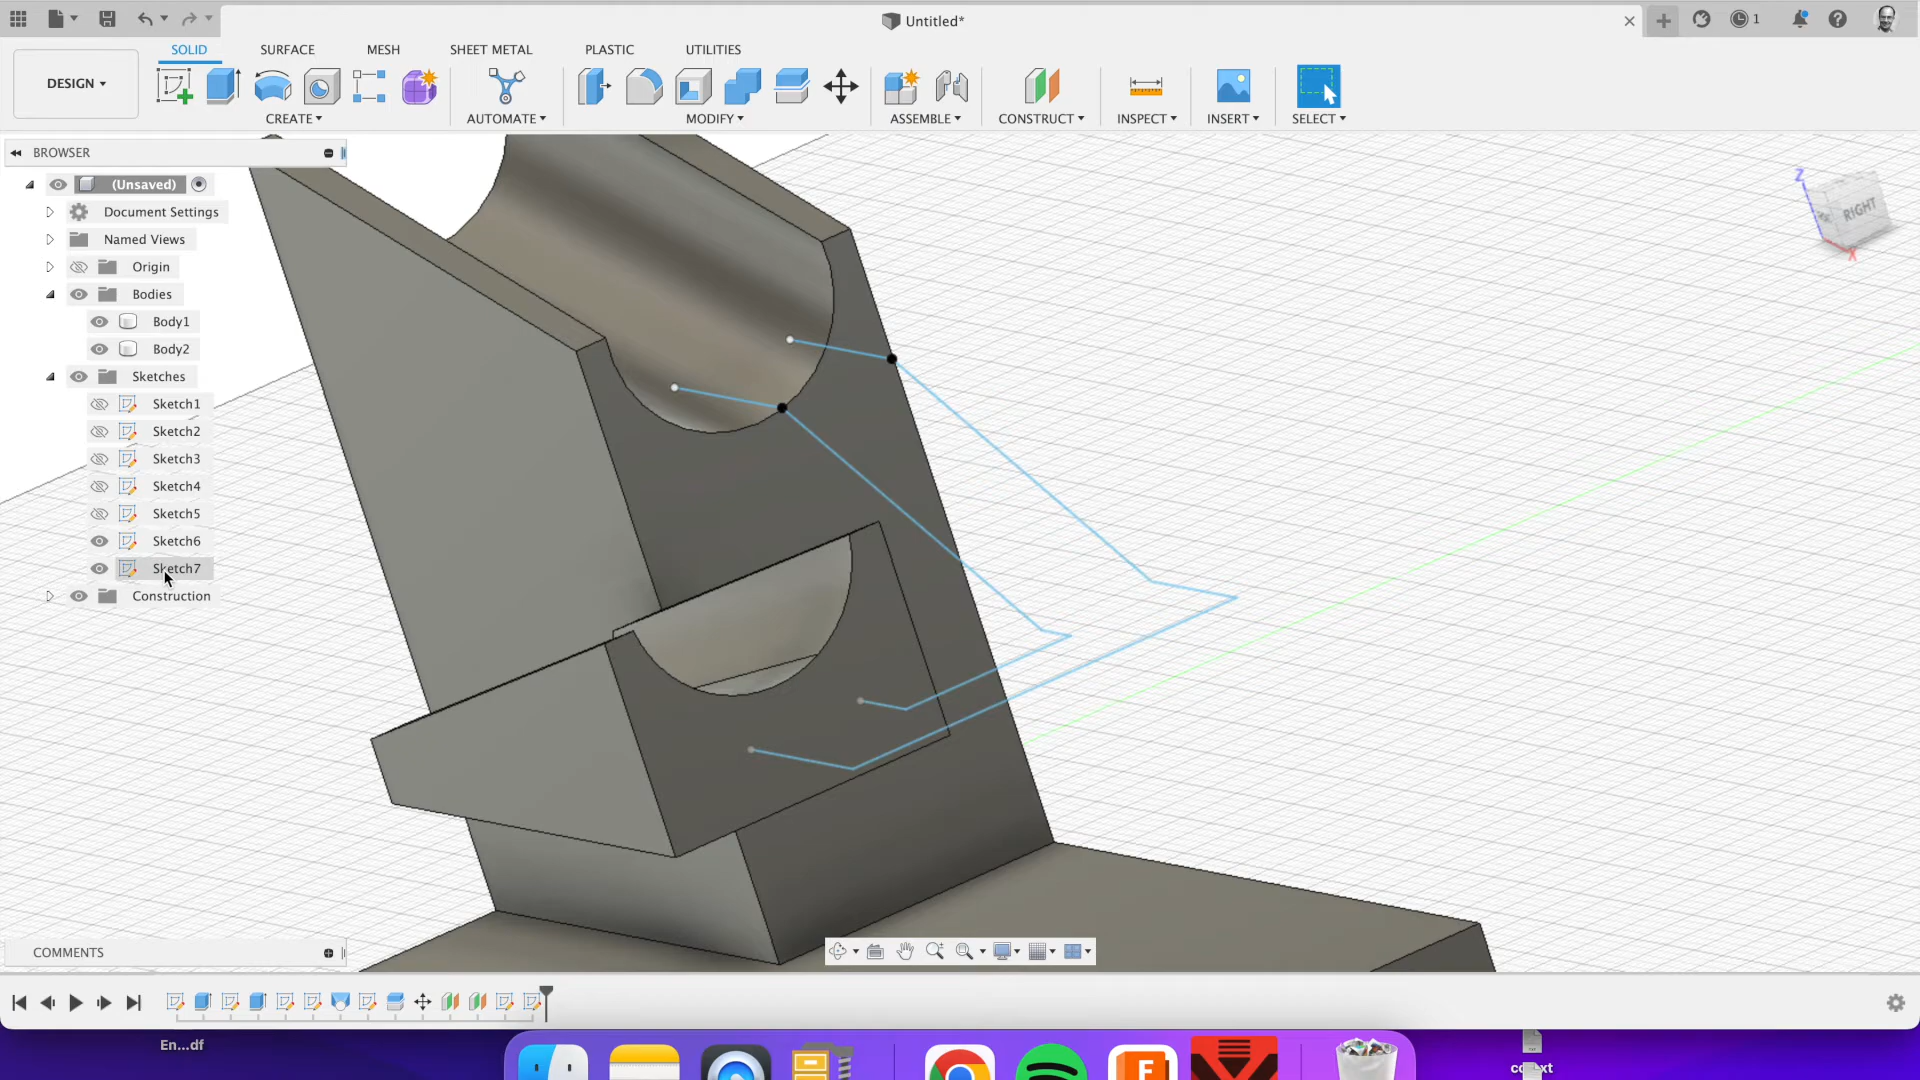 Untitled*
1
SOLID
SURFACE
MESH
SHEET METAL
PLASTIC
UTILITIES
DESIGN
CREATE
AUTOMATE
MODIFY
ASSEMBLE
CONSTRUCT
INSPECT
INSERT
SELECT
BROWSER
(Unsaved)
Document Settings
Named Views
Origin
Bodies
Body1
Body2
Sketches
Sketch1
Sketch2
Sketch3
Sketch4
Sketch5
Sketch6
Sketch7
Construction
Z
RIGHT
X
COMMENTS
En...df
F